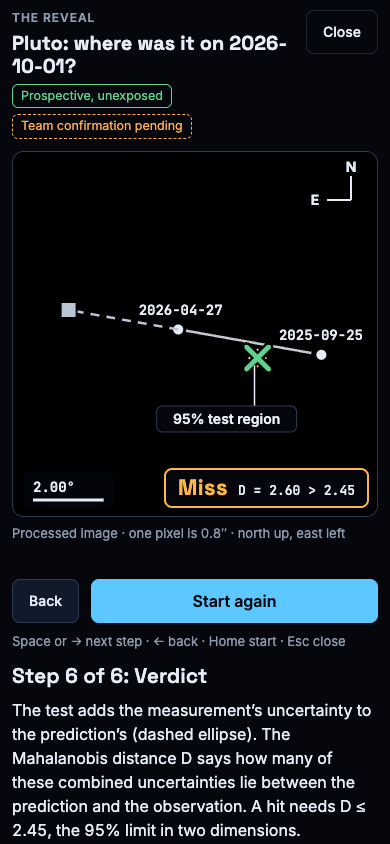 THE REVEAL
Pluto: where was it on 2026-
10-01?
Close
Prospective, unexposed
Team confirmation pending
N
E
2026-04-27
2025-09-25
95% test region
2.00°
Miss D = 2.60 > 2.45
Processed image · one pixel is 0.8″ · north up, east left
Back
Start again
Space or → next step · ← back · Home start · Esc close
Step 6 of 6: Verdict
The test adds the measurement’s uncertainty to
the prediction’s (dashed ellipse). The
Mahalanobis distance D says how many of
these combined uncertainties lie between the
prediction and the observation. A hit needs D ≤
2.45, the 95% limit in two dimensions.